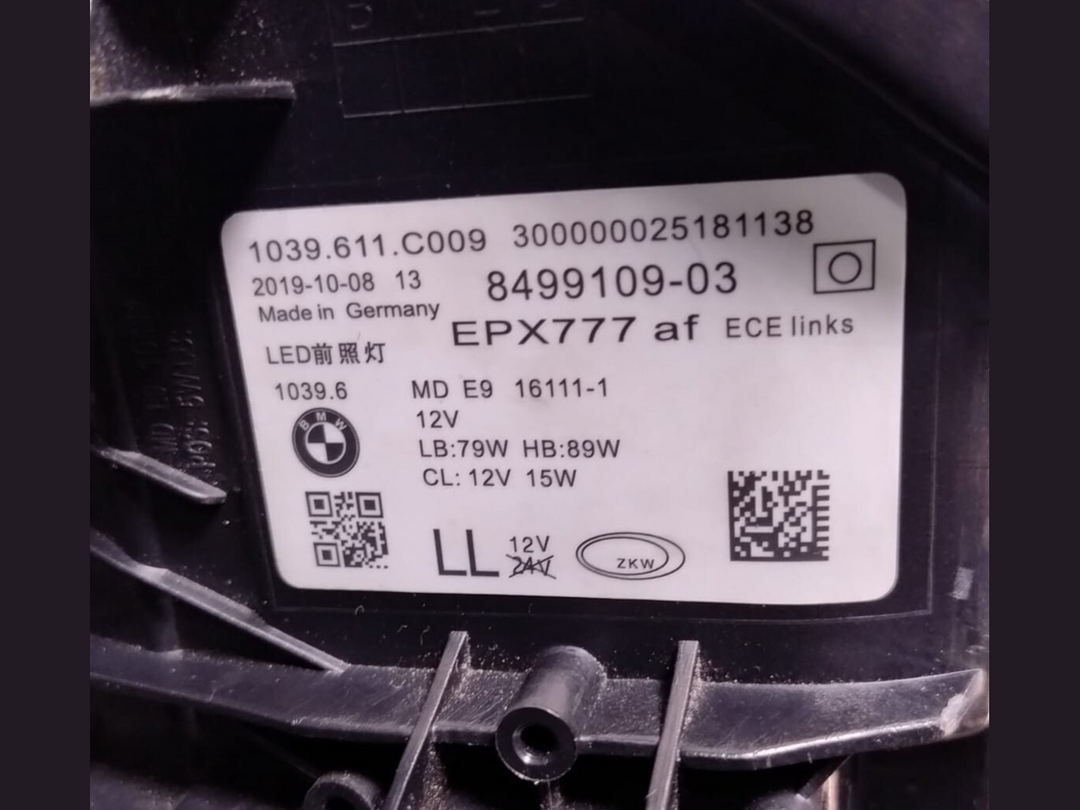 1039.611.C009 300000025181138
2019-10-08 13 8499109-03
Made in Germany EPX777 af ECE links
LED前照灯
1039.6 MD E9 16111-1
12V
BMW
LB:79W HB:89W
CL: 12V 15W
LL 12V
24V
ZKW